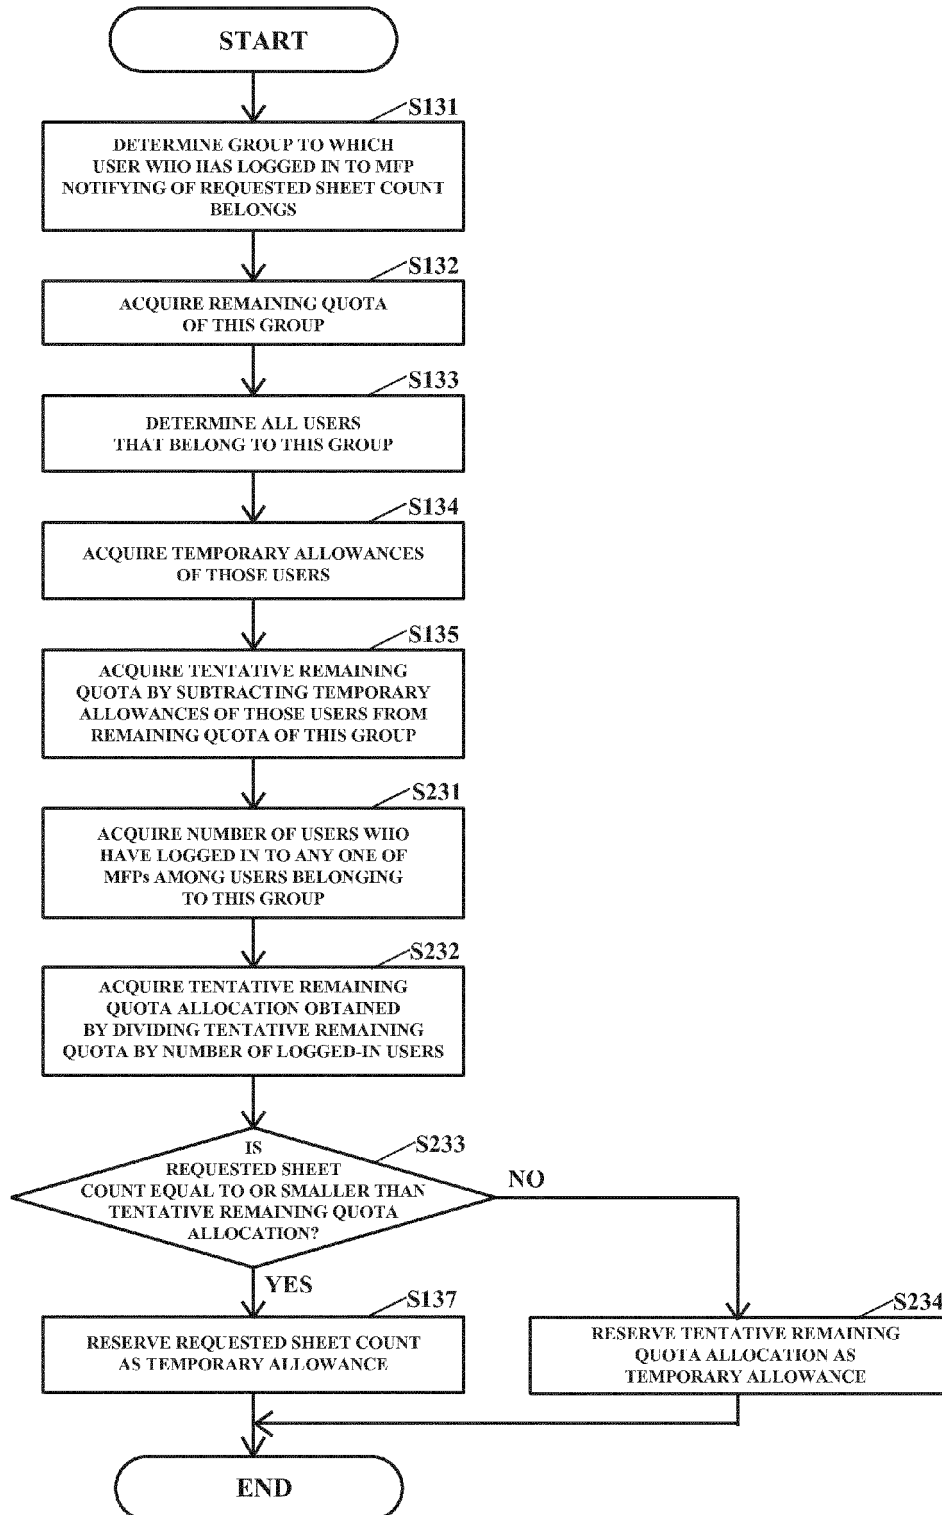 START
S131
DETERMINE GROUP TO WHICH
USER WHO HAS LOGGED IN TO MFP
NOTIFYING OF REQUESTED SHEET COUNT
BELONGS
S132
ACQUIRE REMAINING QUOTA
OF THIS GROUP
S133
DETERMINE ALL USERS
THAT BELONG TO THIS GROUP
S134
ACQUIRE TEMPORARY ALLOWANCES
OF THOSE USERS
S135
ACQUIRE TENTATIVE REMAINING
QUOTA BY SUBTRACTING TEMPORARY
ALLOWANCES OF THOSE USERS FROM
REMAINING QUOTA OF THIS GROUP
S231
ACQUIRE NUMBER OF USERS WHO
HAVE LOGGED IN TO ANY ONE OF
MFPs AMONG USERS BELONGING
TO THIS GROUP
S232
ACQUIRE TENTATIVE REMAINING
QUOTA ALLOCATION OBTAINED
BY DIVIDING TENTATIVE REMAINING
QUOTA BY NUMBER OF LOGGED-IN USERS
S233
IS
REQUESTED SHEET
COUNT EQUAL TO OR SMALLER THAN
TENTATIVE REMAINING QUOTA
ALLOCATION?
NO
YES
S137
RESERVE REQUESTED SHEET COUNT
AS TEMPORARY ALLOWANCE
S234
RESERVE TENTATIVE REMAINING
QUOTA ALLOCATION AS
TEMPORARY ALLOWANCE
END